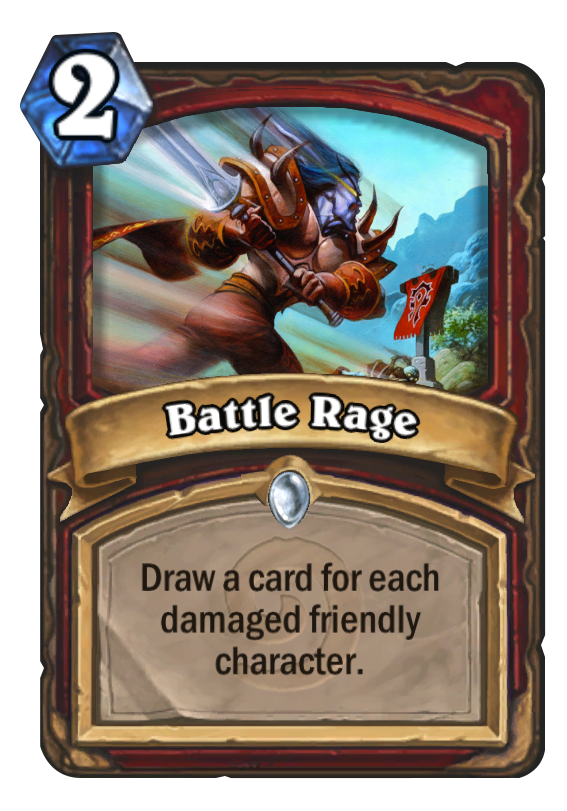 2
Battle Rage
Draw a card for each
damaged friendly
character.